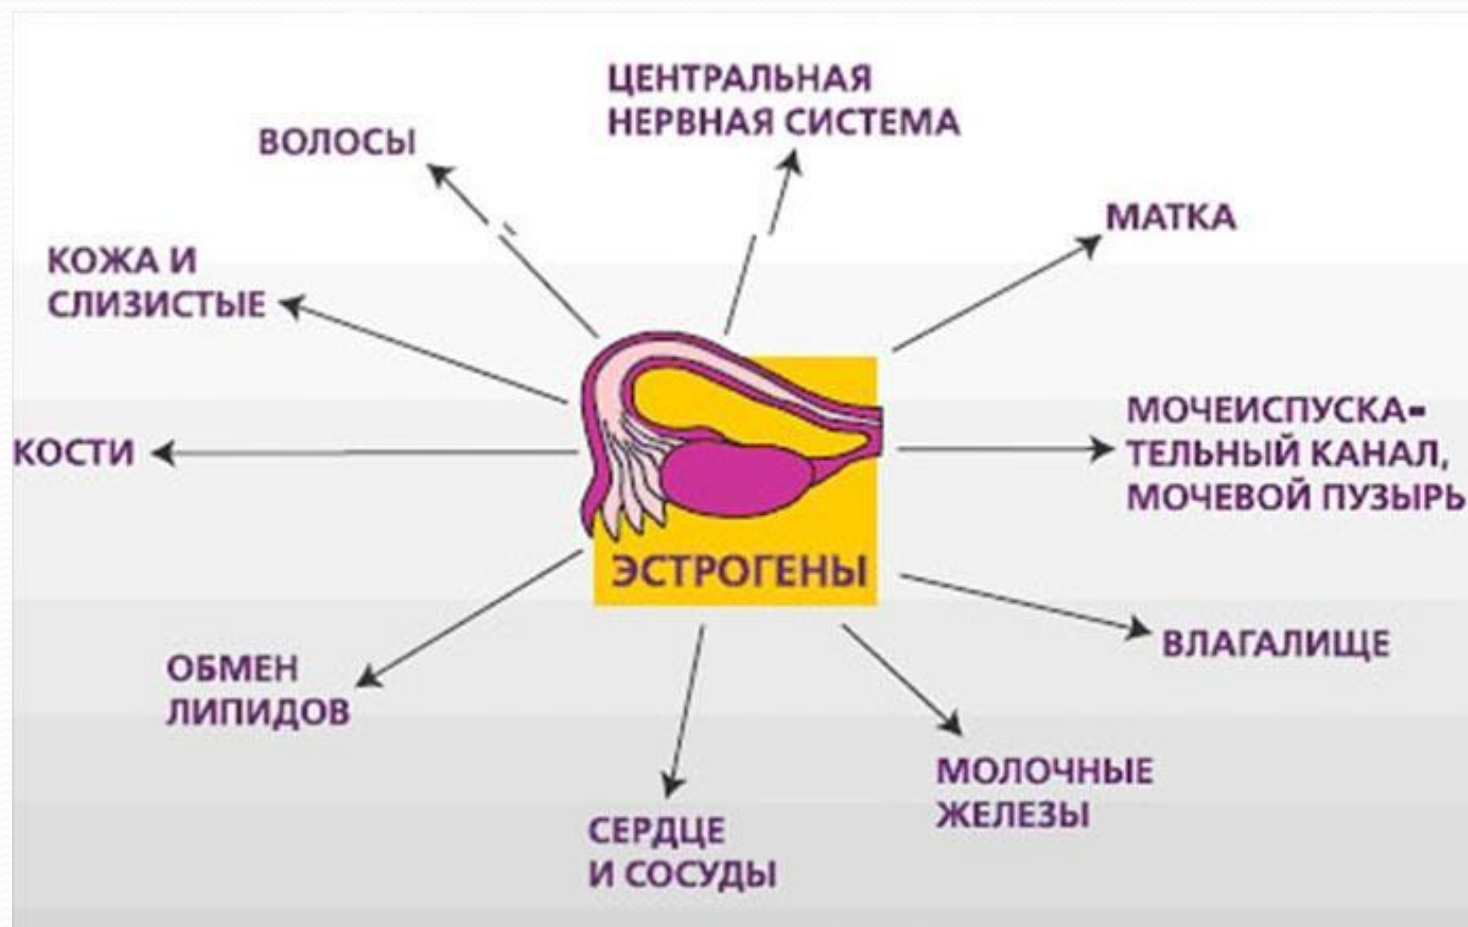 ЦЕНТРАЛЬНАЯ
НЕРВНАЯ СИСТЕМА
ВОЛОСЫ
МАТКА
КОЖА И
СЛИЗИСТЫЕ
МОЧЕИСПУСКА-
ТЕЛЬНЫЙ КАНАЛ,
МОЧЕВОЙ ПУЗЫРЬ
КОСТИ
ЭСТРОГЕНЫ
ВЛАГАЛИЩЕ
ОБМЕН
ЛИПИДОВ
МОЛОЧНЫЕ
ЖЕЛЕЗЫ
СЕРДЦЕ
И СОСУДЫ